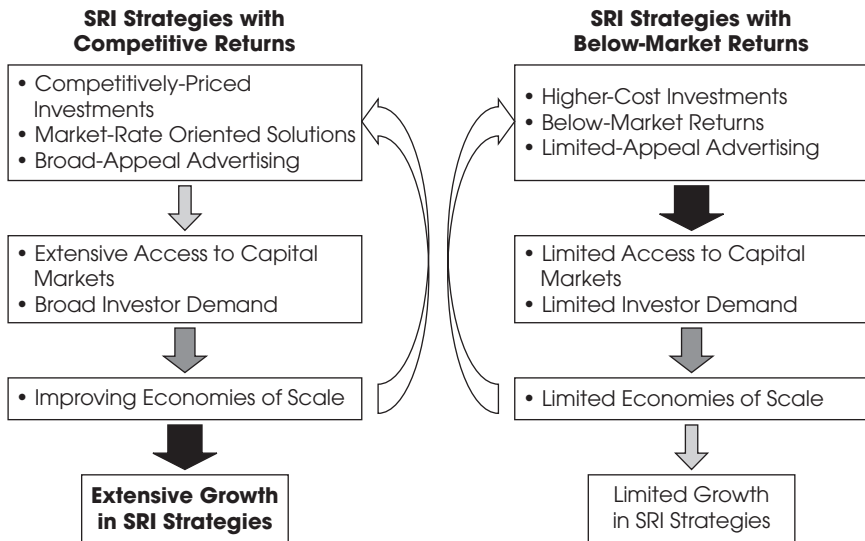 SRI Strategies with
Competitive Returns
• Competitively-Priced
Investments
• Market-Rate Oriented Solutions
• Broad-Appeal Advertising
• Extensive Access to Capital
Markets
• Broad Investor Demand
• Improving Economies of Scale
Extensive Growth
in SRI Strategies
SRI Strategies with
Below-Market Returns
• Higher-Cost Investments
• Below-Market Returns
• Limited-Appeal Advertising
• Limited Access to Capital
Markets
• Limited Investor Demand
• Limited Economies of Scale
Limited Growth
in SRI Strategies